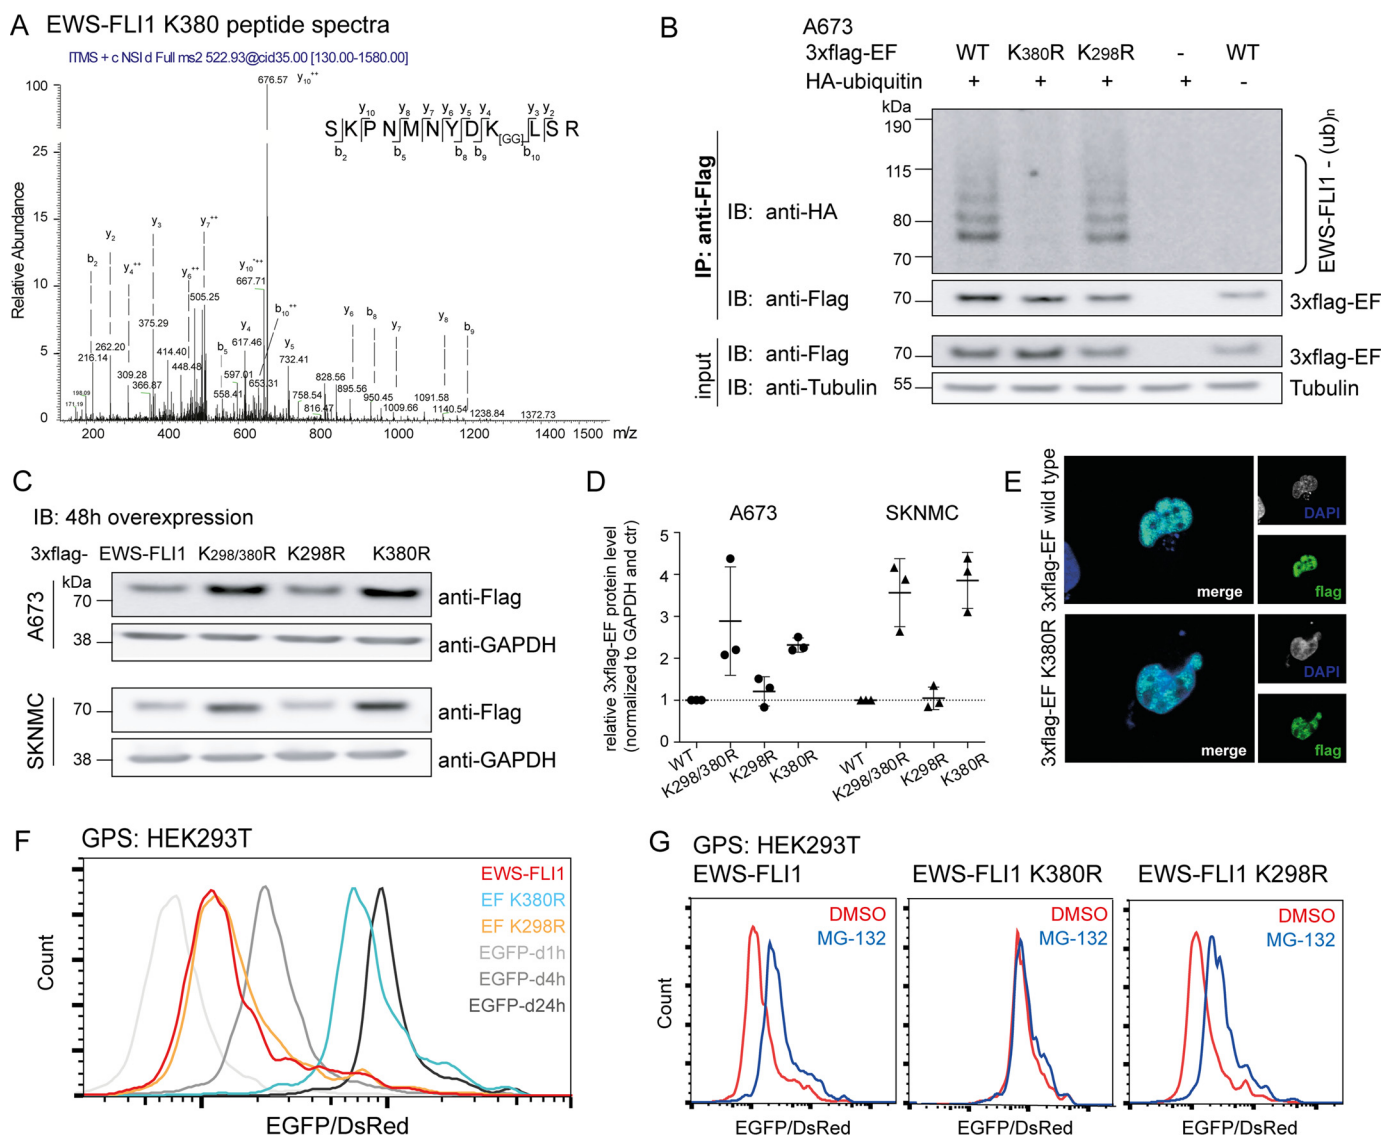 A EWS-FLI1 K380 peptide spectra
ITMS + c NSI d Full ms2 522.93@cid35.00 [130.00-1580.00]
Relative Abundance
100
25
15
10
5
0
676.57 y10++
y10 y8 y7 y6 y5 y4 y3 y2
S K P N M N Y D K[GG] L S R
b2 b5 b8 b9 b10
b2
y2
y4++
y3
y6++
y7++
b5
y10*++
y4
b10++
y5
y6
b8
y7
y8
b9
171.19
198.09
216.14
262.20
309.28
366.87
375.29
414.40
448.48
505.25
558.41
597.01
617.46
653.31
667.71
732.41
758.54
816.47
828.56
895.56
950.45
1009.66
1091.58
1140.54
1238.84
1372.73
200 400 600 800 1000 1200 1400 1500 m/z
B
A673
3xflag-EF WT K380R K298R - WT
HA-ubiquitin + + + + -
kDa
190
115
80
70
IP: anti-Flag
IB: anti-HA
EWS-FLI1 - (ub)n
IB: anti-Flag 70 3xflag-EF
input
IB: anti-Flag 70 3xflag-EF
IB: anti-Tubulin 55 Tubulin
C
IB: 48h overexpression
3xflag- EWS-FLI1 K298/380R K298R K380R
kDa
A673
70 anti-Flag
38 anti-GAPDH
SKNMC
70 anti-Flag
38 anti-GAPDH
D
A673 SKNMC
relative 3xflag-EF protein level
(normalized to GAPDH and ctr)
5
4
3
2
1
0
WT K298/380R K298R K380R WT K298/380R K298R K380R
E
3xflag-EF wild type
merge
DAPI
flag
3xflag-EF K380R
merge
DAPI
flag
F
GPS: HEK293T
Count
EWS-FLI1
EF K380R
EF K298R
EGFP-d1h
EGFP-d4h
EGFP-d24h
EGFP/DsRed
G
GPS: HEK293T
EWS-FLI1 EWS-FLI1 K380R EWS-FLI1 K298R
Count
DMSO
MG-132
DMSO
MG-132
DMSO
MG-132
EGFP/DsRed EGFP/DsRed EGFP/DsRed